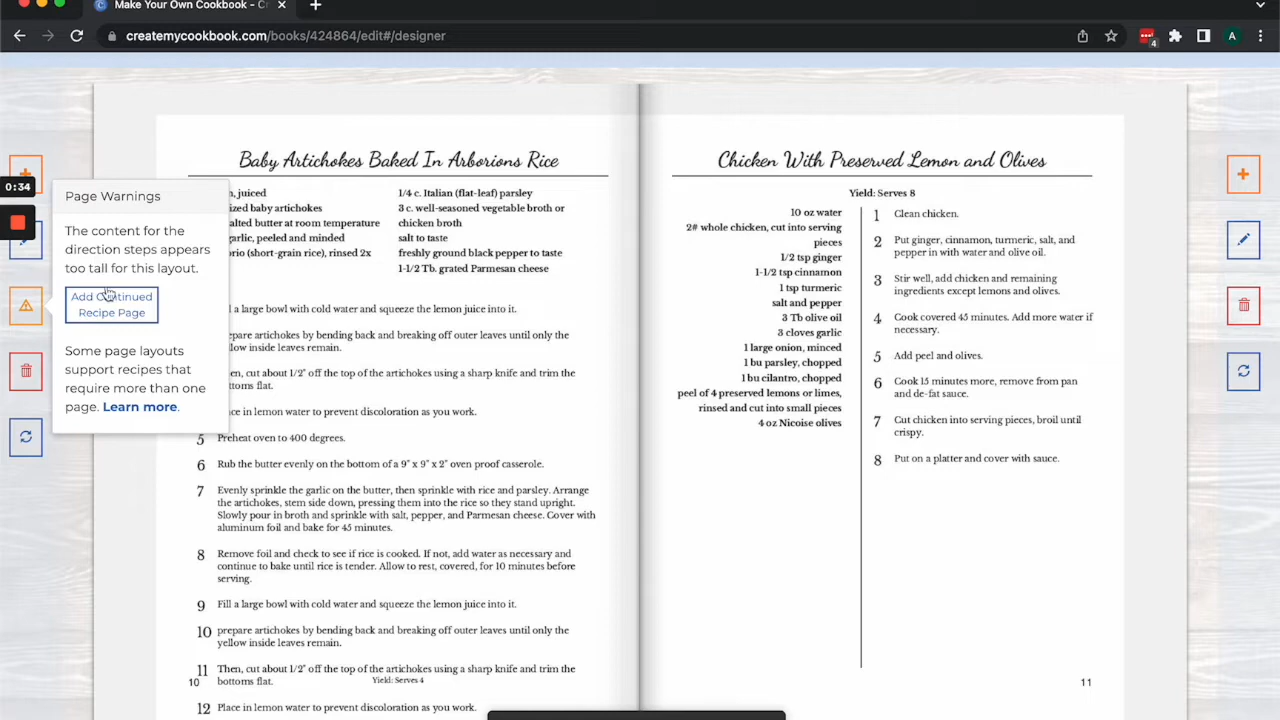 Make Your Own Cookbook - Cr
createmycookbook.com/books/424864/edit#/designer
4
A
0:34
Page Warnings
The content for the
direction steps appears
too tall for this layout.
Add Continued
Recipe Page
Some page layouts
support recipes that
require more than one
page. Learn more.
Baby Artichokes Baked In Arborions Rice
, juiced
ized baby artichokes
alted butter at room temperature
garlic, peeled and minded
orio (short-grain rice), rinsed 2x
1/4 c. Italian (flat-leaf) parsley
3 c. well-seasoned vegetable broth or
chicken broth
salt to taste
freshly ground black pepper to taste
1-1/2 Tb. grated Parmesan cheese
l a large bowl with cold water and squeeze the lemon juice into it.
epare artichokes by bending back and breaking off outer leaves until only the
llow inside leaves remain.
en, cut about 1/2" off the top of the artichokes using a sharp knife and trim the
ttoms flat.
ace in lemon water to prevent discoloration as you work.
5 Preheat oven to 400 degrees.
6 Rub the butter evenly on the bottom of a 9" x 9" x 2" oven proof casserole.
7 Evenly sprinkle the garlic on the butter, then sprinkle with rice and parsley. Arrange
the artichokes, stem side down, pressing them into the rice so they stand upright.
Slowly pour in broth and sprinkle with salt, pepper, and Parmesan cheese. Cover with
aluminum foil and bake for 45 minutes.
8 Remove foil and check to see if rice is cooked. If not, add water as necessary and
continue to bake until rice is tender. Allow to rest, covered, for 10 minutes before
serving.
9 Fill a large bowl with cold water and squeeze the lemon juice into it.
10 prepare artichokes by bending back and breaking off outer leaves until only the
yellow inside leaves remain.
11 Then, cut about 1/2" off the top of the artichokes using a sharp knife and trim the
bottoms flat.
10
Yield: Serves 4
12 Place in lemon water to prevent discoloration as you work.
Chicken With Preserved Lemon and Olives
Yield: Serves 8
10 oz water
2# whole chicken, cut into serving
pieces
1/2 tsp ginger
1-1/2 tsp cinnamon
1 tsp turmeric
salt and pepper
3 Tb olive oil
3 cloves garlic
1 large onion, minced
1 bu parsley, chopped
1 bu cilantro, chopped
peel of 4 preserved lemons or limes,
rinsed and cut into small pieces
4 oz Nicoise olives
1 Clean chicken.
2 Put ginger, cinnamon, turmeric, salt, and
pepper in with water and olive oil.
3 Stir well, add chicken and remaining
ingredients except lemons and olives.
4 Cook covered 45 minutes. Add more water if
necessary.
5 Add peel and olives.
6 Cook 15 minutes more, remove from pan
and de-fat sauce.
7 Cut chicken into serving pieces, broil until
crispy.
8 Put on a platter and cover with sauce.
11